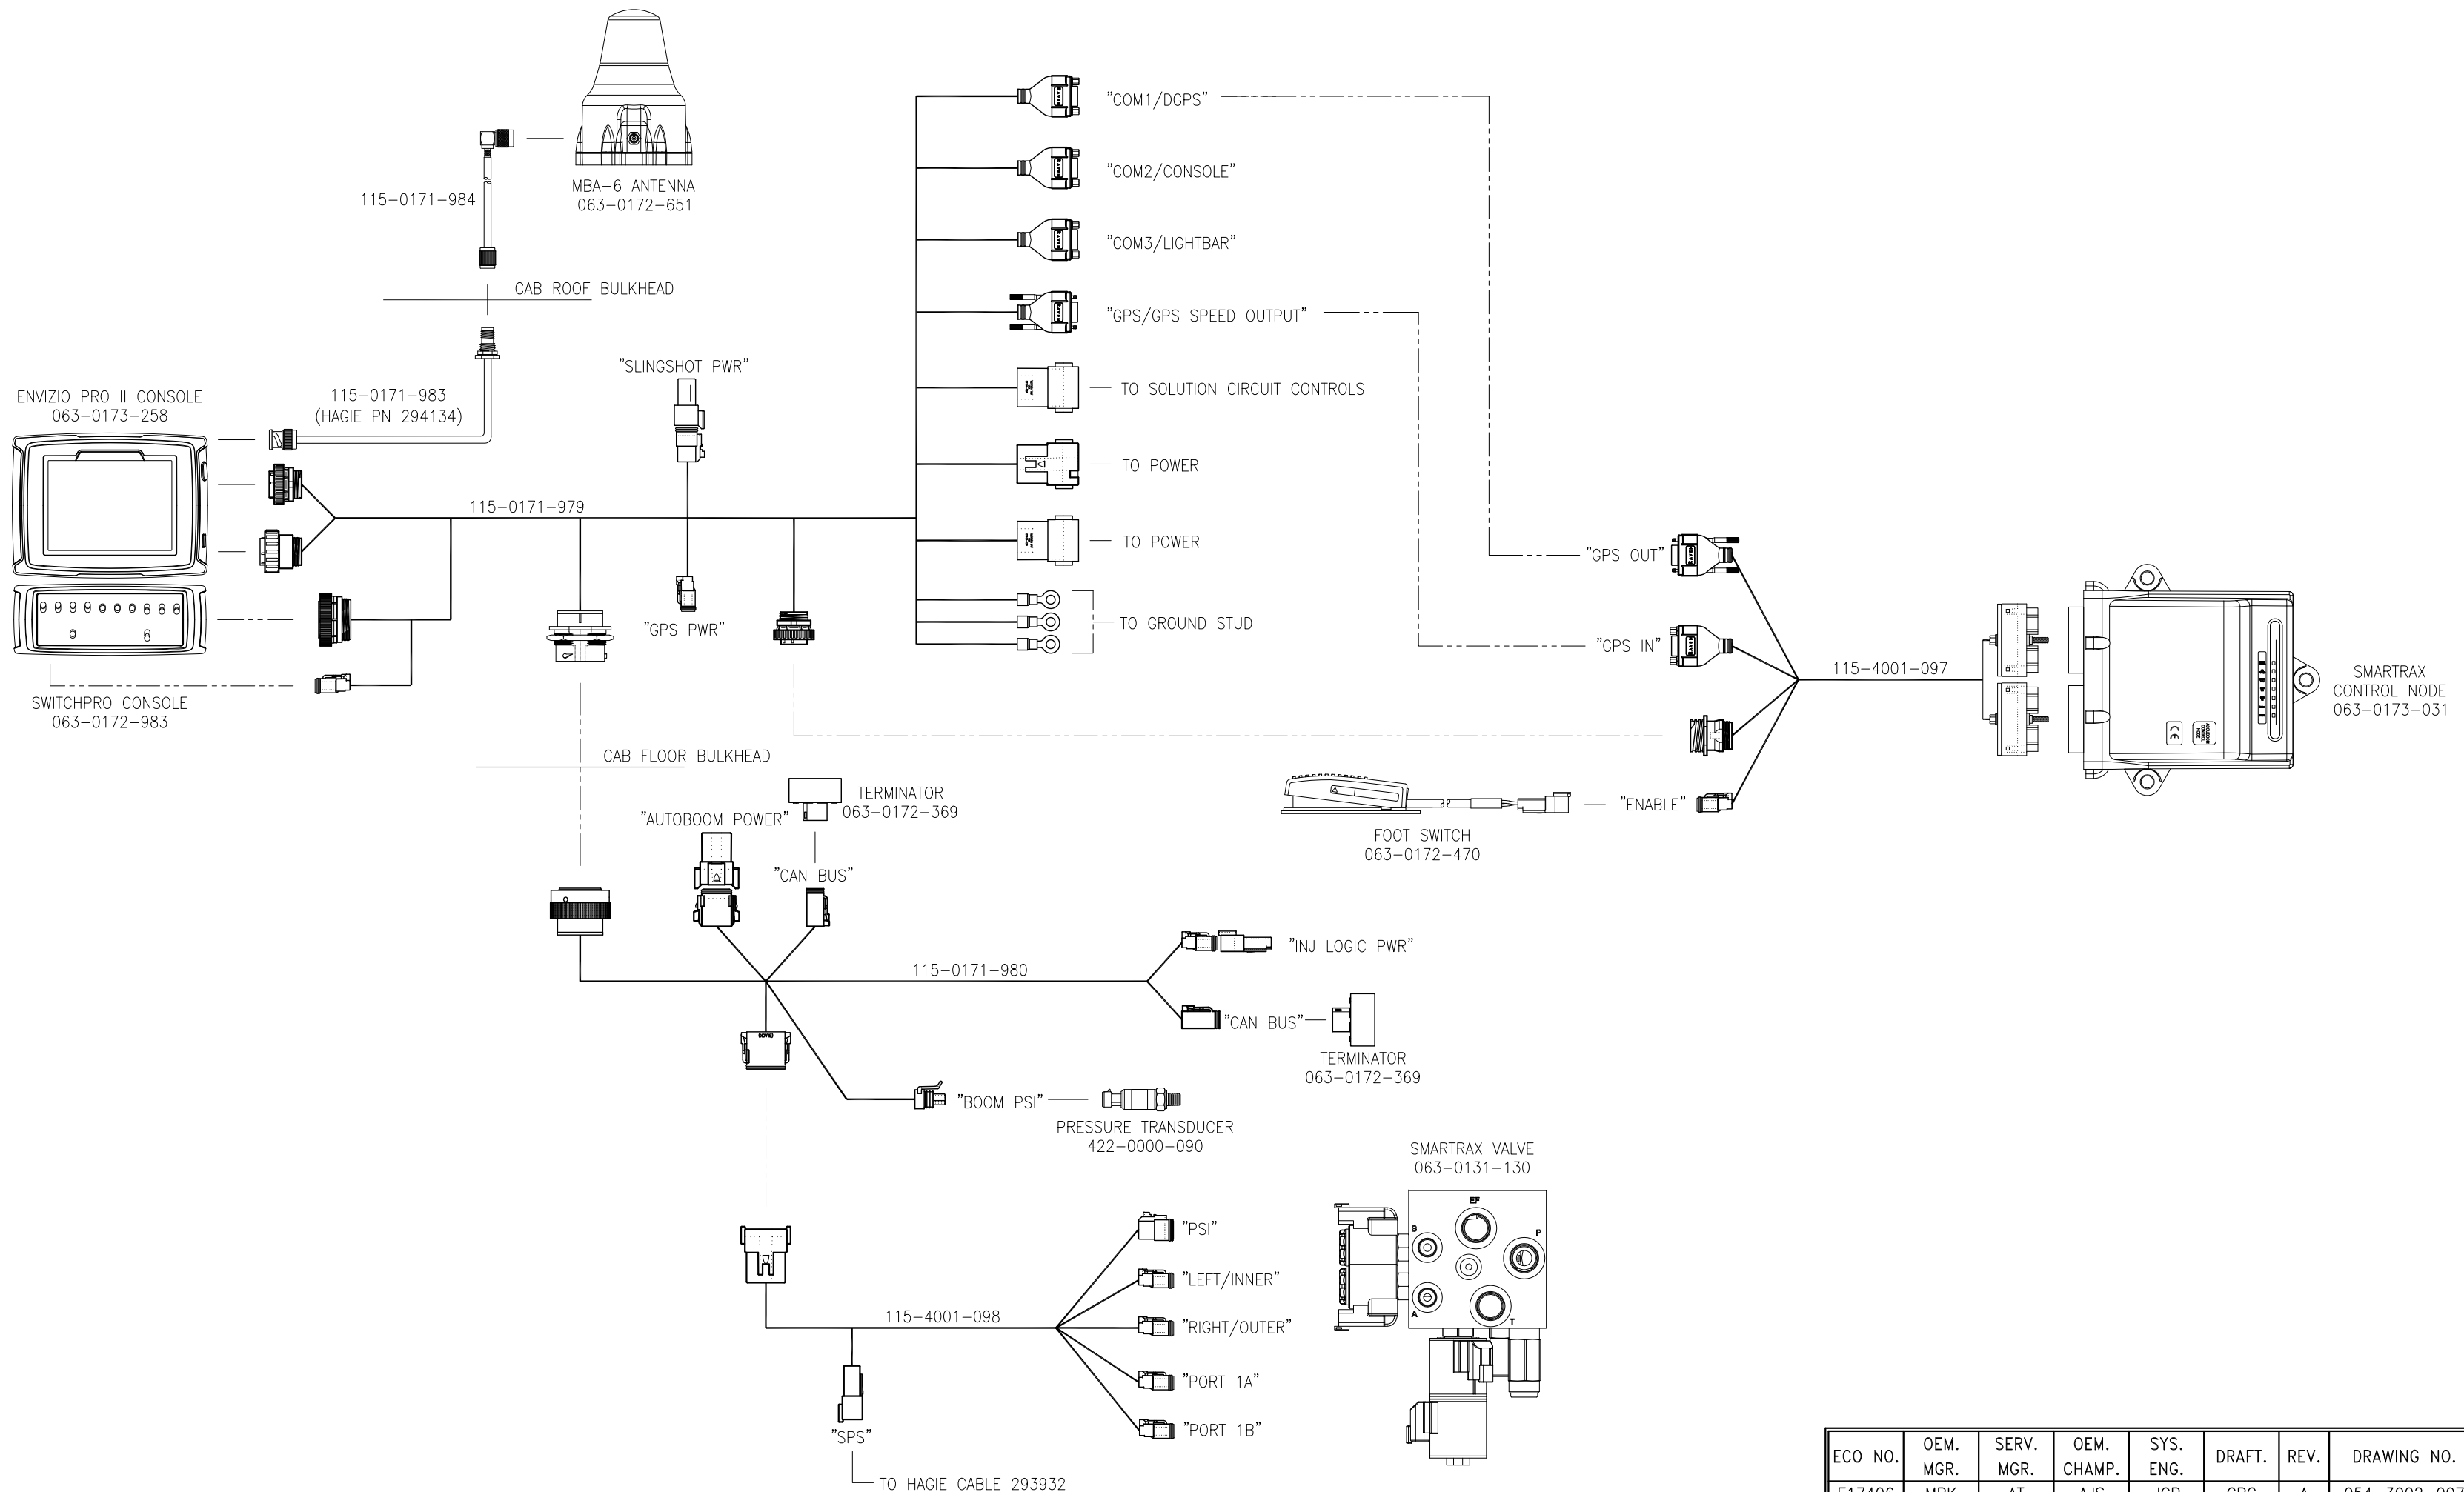 115-0171-984
MBA-6 ANTENNA
063-0172-651
CAB ROOF BULKHEAD
ENVIZIO PRO II CONSOLE
063-0173-258
115-0171-983
(HAGIE PN 294134)
"SLINGSHOT PWR"
115-0171-979
"GPS PWR"
SWITCHPRO CONSOLE
063-0172-983
"COM1/DGPS"
"COM2/CONSOLE"
"COM3/LIGHTBAR"
"GPS/GPS SPEED OUTPUT"
TO SOLUTION CIRCUIT CONTROLS
TO POWER
TO POWER
TO GROUND STUD
"GPS OUT"
"GPS IN"
115-4001-097
SMARTRAX
CONTROL NODE
063-0173-031
"ENABLE"
FOOT SWITCH
063-0172-470
CAB FLOOR BULKHEAD
TERMINATOR
063-0172-369
"AUTOBOOM POWER"
"CAN BUS"
115-0171-980
"INJ LOGIC PWR"
"CAN BUS"
TERMINATOR
063-0172-369
"BOOM PSI"
PRESSURE TRANSDUCER
422-0000-090
SMARTRAX VALVE
063-0131-130
EF
B
P
A
T
"PSI"
"LEFT/INNER"
"RIGHT/OUTER"
"PORT 1A"
"PORT 1B"
115-4001-098
"SPS"
TO HAGIE CABLE 293932
ECO NO. OEM. MGR. SERV. MGR. OEM. CHAMP. SYS. ENG. DRAFT. REV. DRAWING NO.